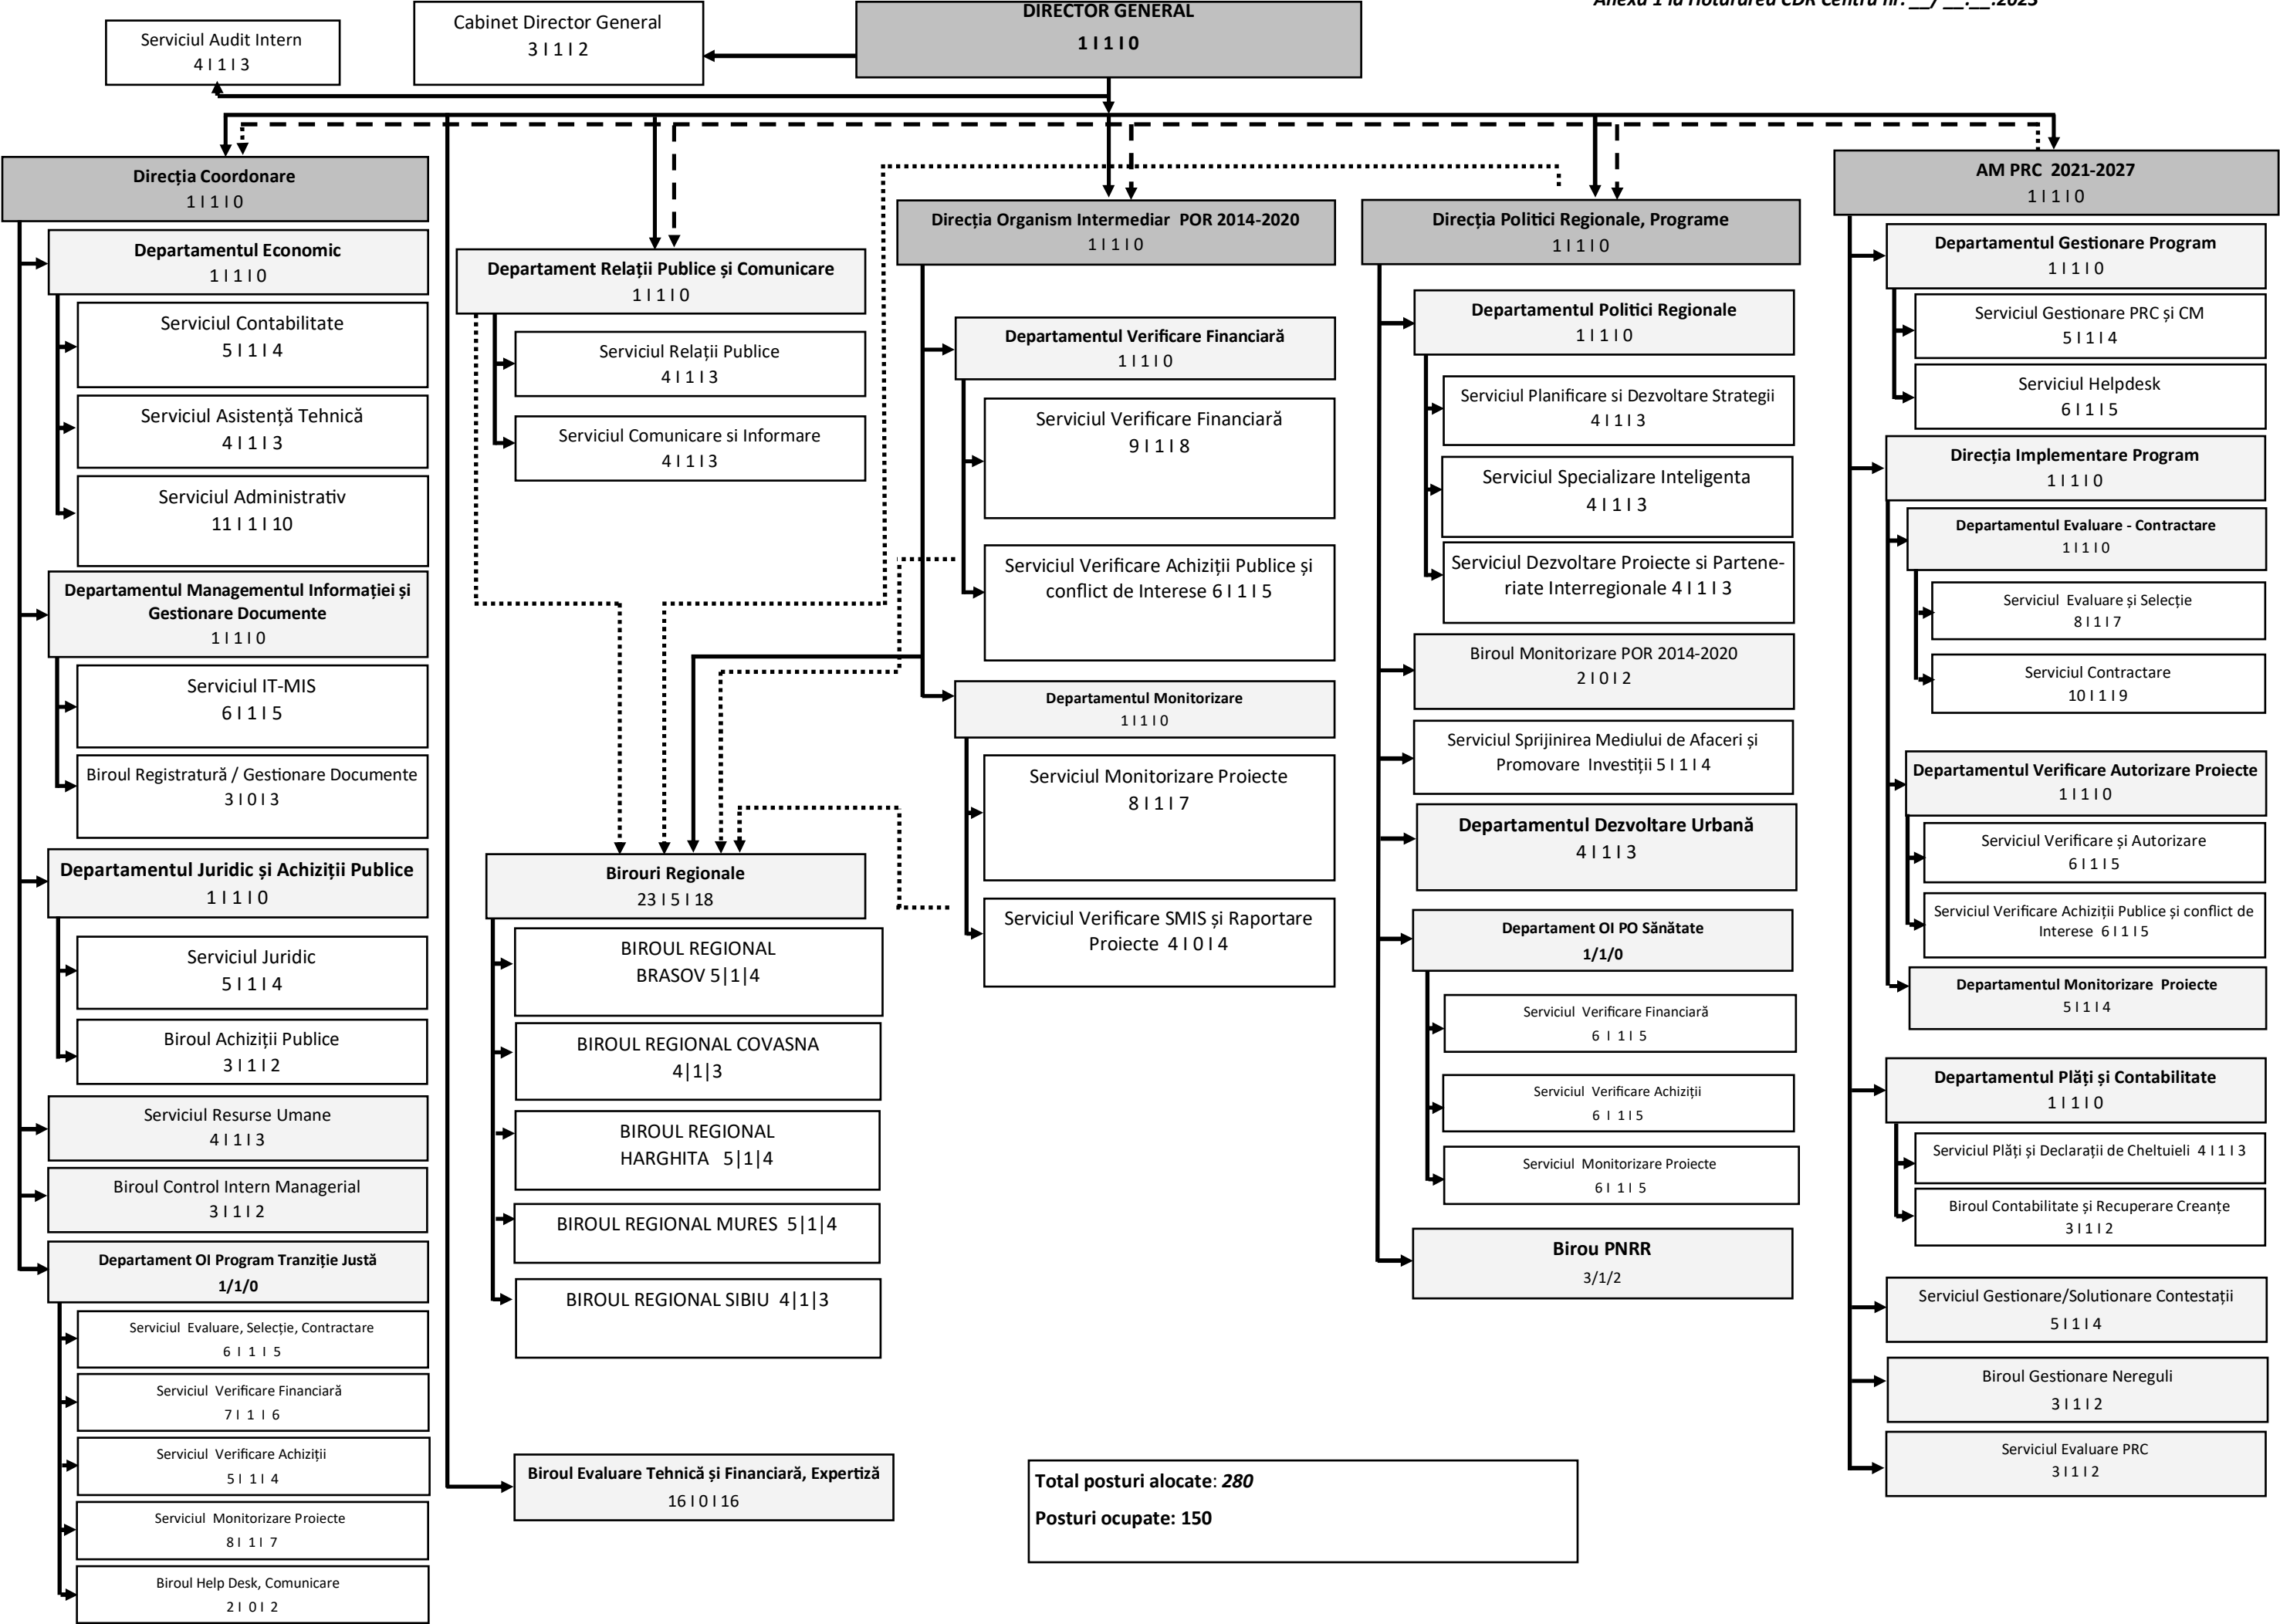 Anexa 1 la Hotărârea CDR Centru nr. __/ __.__.2023
DIRECTOR GENERAL
1 I 1 I 0
Cabinet Director General
3 I 1 I 2
Serviciul Audit Intern
4 I 1 I 3
Direcția Coordonare
1 I 1 I 0
Departamentul Economic
1 I 1 I 0
Serviciul Contabilitate
5 I 1 I 4
Serviciul Asistență Tehnică
4 I 1 I 3
Serviciul Administrativ
11 I 1 I 10
Departamentul Managementul Informației și
Gestionare Documente
1 I 1 I 0
Serviciul IT-MIS
6 I 1 I 5
Biroul Registratură / Gestionare Documente
3 I 0 I 3
Departamentul Juridic și Achiziții Publice
1 I 1 I 0
Serviciul Juridic
5 I 1 I 4
Biroul Achiziții Publice
3 I 1 I 2
Serviciul Resurse Umane
4 I 1 I 3
Biroul Control Intern Managerial
3 I 1 I 2
Departament OI Program Tranziție Justă
1/1/0
Serviciul Evaluare, Selecție, Contractare
6 I 1 I 5
Serviciul Verificare Financiară
7 I 1 I 6
Serviciul Verificare Achiziții
5 I 1 I 4
Serviciul Monitorizare Proiecte
8 I 1 I 7
Biroul Help Desk, Comunicare
2 I 0 I 2
Departament Relații Publice și Comunicare
1 I 1 I 0
Serviciul Relații Publice
4 I 1 I 3
Serviciul Comunicare si Informare
4 I 1 I 3
Birouri Regionale
23 I 5 I 18
BIROUL REGIONAL
BRASOV 5|1|4
BIROUL REGIONAL COVASNA
4|1|3
BIROUL REGIONAL
HARGHITA 5|1|4
BIROUL REGIONAL MURES 5|1|4
BIROUL REGIONAL SIBIU 4|1|3
Biroul Evaluare Tehnică și Financiară, Expertiză
16 I 0 I 16
Direcția Organism Intermediar POR 2014-2020
1 I 1 I 0
Departamentul Verificare Financiară
1 I 1 I 0
Serviciul Verificare Financiară
9 I 1 I 8
Serviciul Verificare Achiziții Publice și
conflict de Interese 6 I 1 I 5
Departamentul Monitorizare
1 I 1 I 0
Serviciul Monitorizare Proiecte
8 I 1 I 7
Serviciul Verificare SMIS și Raportare
Proiecte 4 I 0 I 4
Direcția Politici Regionale, Programe
1 I 1 I 0
Departamentul Politici Regionale
1 I 1 I 0
Serviciul Planificare si Dezvoltare Strategii
4 I 1 I 3
Serviciul Specializare Inteligenta
4 I 1 I 3
Serviciul Dezvoltare Proiecte si Partene-
riate Interregionale 4 I 1 I 3
Biroul Monitorizare POR 2014-2020
2 I 0 I 2
Serviciul Sprijinirea Mediului de Afaceri și
Promovare Investiții 5 I 1 I 4
Departamentul Dezvoltare Urbană
4 I 1 I 3
Departament OI PO Sănătate
1/1/0
Serviciul Verificare Financiară
6 I 1 I 5
Serviciul Verificare Achiziții
6 I 1 I 5
Serviciul Monitorizare Proiecte
6 I 1 I 5
Birou PNRR
3/1/2
AM PRC 2021-2027
1 I 1 I 0
Departamentul Gestionare Program
1 I 1 I 0
Serviciul Gestionare PRC și CM
5 I 1 I 4
Serviciul Helpdesk
6 I 1 I 5
Direcția Implementare Program
1 I 1 I 0
Departamentul Evaluare - Contractare
1 I 1 I 0
Serviciul Evaluare și Selecție
8 I 1 I 7
Serviciul Contractare
10 I 1 I 9
Departamentul Verificare Autorizare Proiecte
1 I 1 I 0
Serviciul Verificare și Autorizare
6 I 1 I 5
Serviciul Verificare Achiziții Publice și conflict de
Interese 6 I 1 I 5
Departamentul Monitorizare Proiecte
5 I 1 I 4
Departamentul Plăți și Contabilitate
1 I 1 I 0
Serviciul Plăți și Declarații de Cheltuieli 4 I 1 I 3
Biroul Contabilitate și Recuperare Creanțe
3 I 1 I 2
Serviciul Gestionare/Solutionare Contestații
5 I 1 I 4
Biroul Gestionare Nereguli
3 I 1 I 2
Serviciul Evaluare PRC
3 I 1 I 2
Total posturi alocate: 280
Posturi ocupate: 150